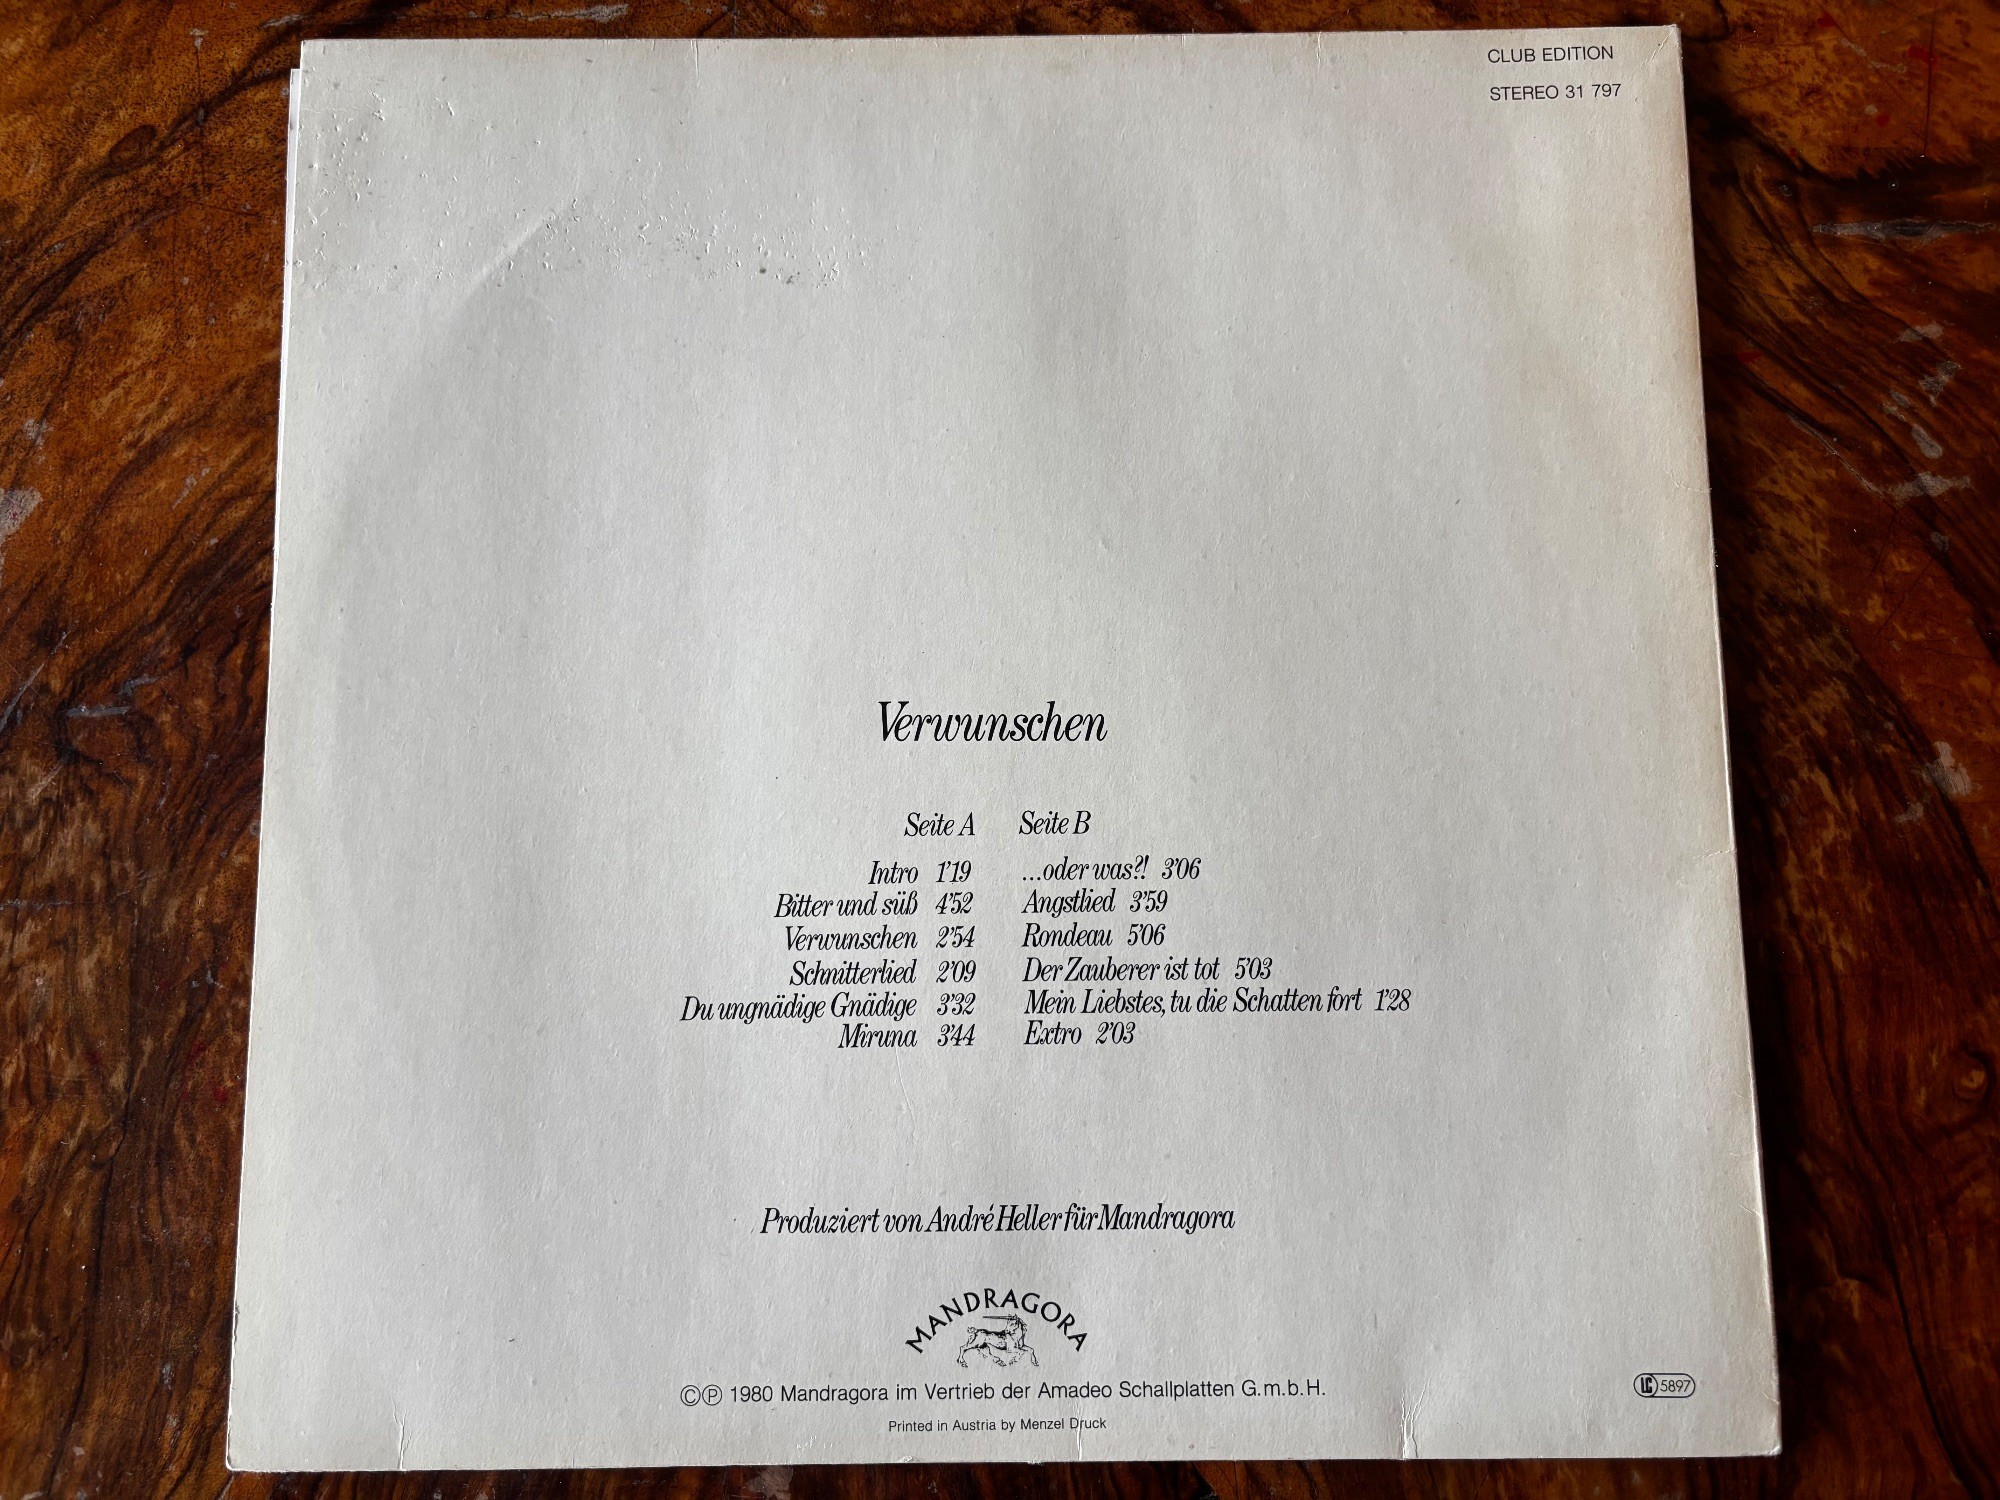 CLUB EDITION
STEREO 31 797
Verwunschen
Seite A
Intro 1'19
Bitter und süß 4'52
Verwunschen 2'54
Schnitterlied 2'09
Du ungnädige Gnädige 3'32
Miruna 3'44
Seite B
...oder was?! 3'06
Angstlied 3'59
Rondeau 5'06
Der Zauberer ist tot 5'03
Mein Liebstes, tu die Schatten fort 1'28
Extro 2'03
Produziert von André Heller für Mandragora
MANDRAGORA
©℗ 1980 Mandragora im Vertrieb der Amadeo Schallplatten G.m.b.H.
LC 5897
Printed in Austria by Menzel Druck